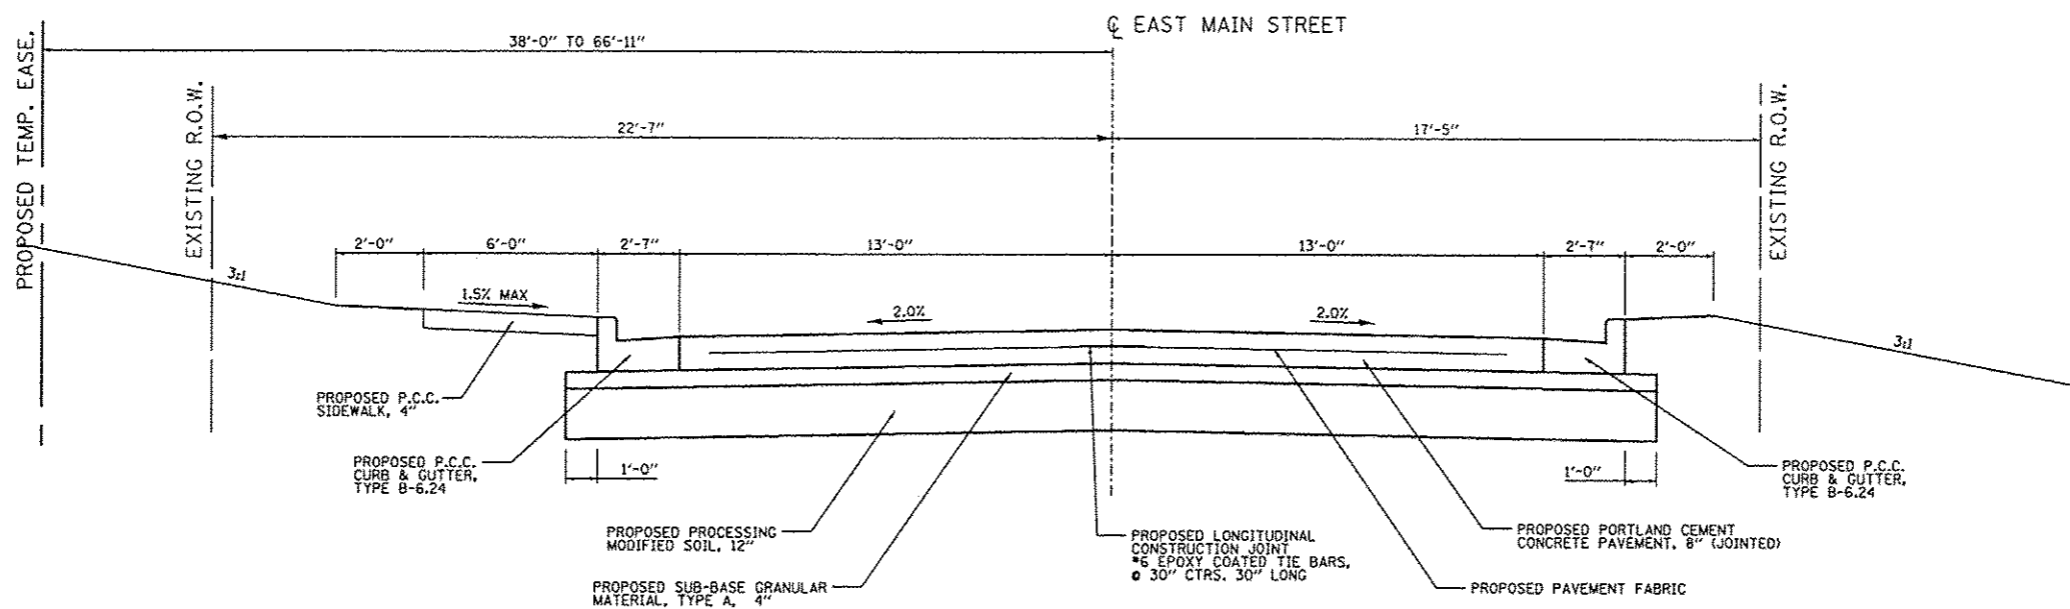 ℄ EAST MAIN STREET
38'-0" TO 66'-11"
PROPOSED TEMP. EASE.
EXISTING R.O.W.
22'-7"
17'-5"
EXISTING R.O.W.
2'-0"
6'-0"
2'-7"
13'-0"
13'-0"
2'-7"
2'-0"
3:1
1.5% MAX
2.0%
2.0%
3:1
PROPOSED P.C.C.
SIDEWALK, 4"
PROPOSED P.C.C.
CURB & GUTTER,
TYPE B-6.24
1'-0"
1'-0"
PROPOSED P.C.C.
CURB & GUTTER,
TYPE B-6.24
PROPOSED PROCESSING
MODIFIED SOIL, 12"
PROPOSED LONGITUDINAL
CONSTRUCTION JOINT
#6 EPOXY COATED TIE BARS,
@ 30" CTRS. 30" LONG
PROPOSED PORTLAND CEMENT
CONCRETE PAVEMENT, 8" (JOINTED)
PROPOSED SUB-BASE GRANULAR
MATERIAL, TYPE A,  4"
PROPOSED PAVEMENT FABRIC